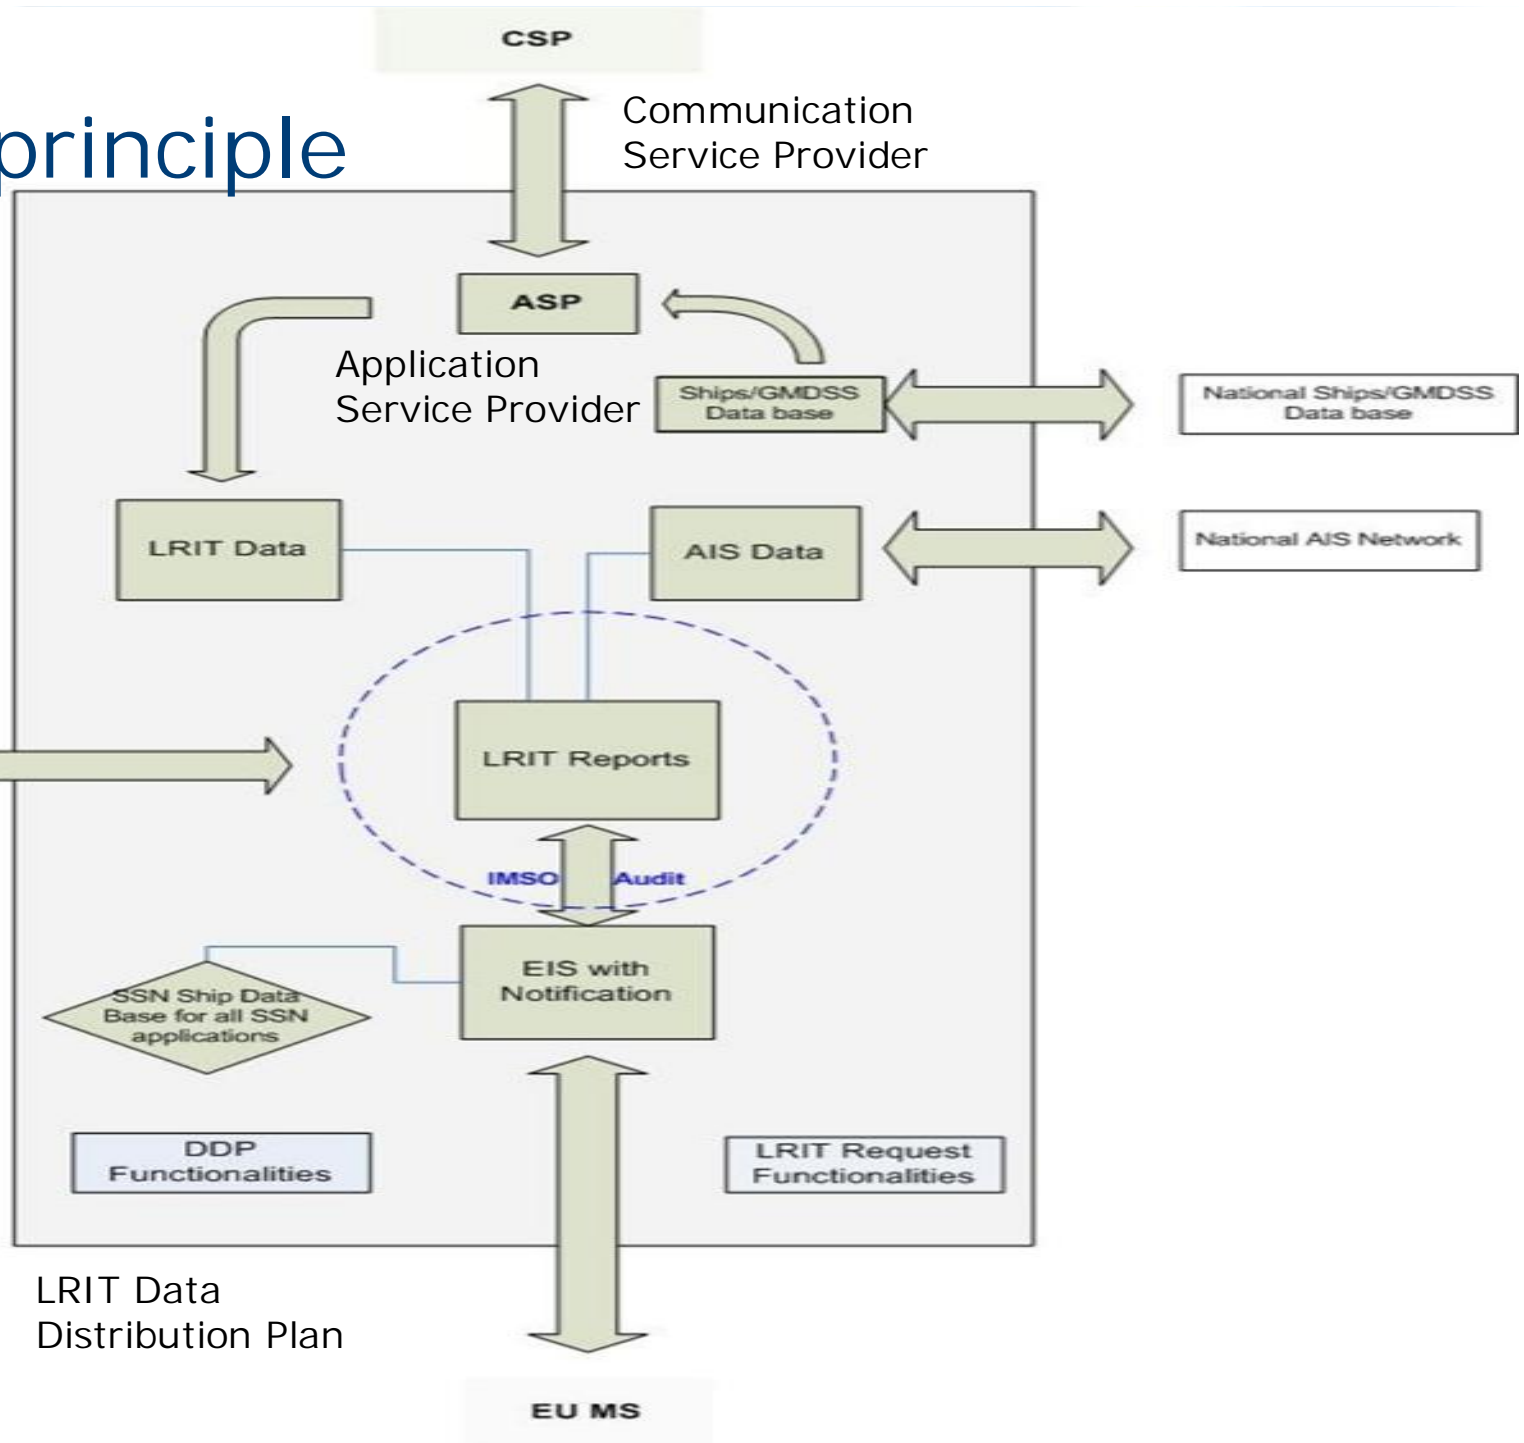 CSP
Communication
Service Provider
principle
ASP
Application
Service Provider
Ships/GMDSS
Data base
National Ships/GMDSS
Data base
LRIT Data
AIS Data
National AIS Network
LRIT Reports
IMSO Audit
EIS with
Notification
SSN Ship Data
Base for all SSN
applications
DDP
Functionalities
LRIT Request
Functionalities
LRIT Data
Distribution Plan
EU MS